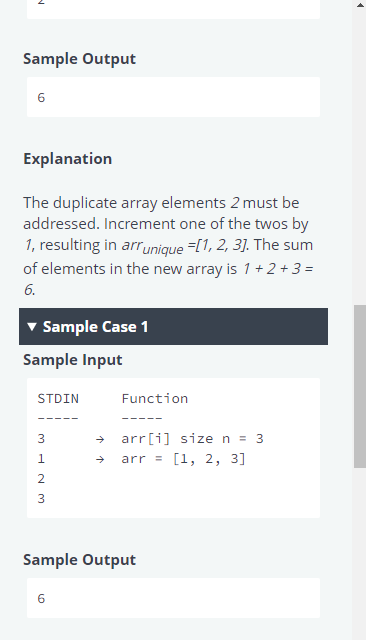 Sample Output
6
Explanation
The duplicate array elements 2 must be
addressed. Increment one of the twos by
1, resulting in arrunique =[1, 2, 3]. The sum
of elements in the new array is 1 + 2 + 3 =
6.
▼ Sample Case 1
Sample Input
STDIN Function
----- -----
3 → arr[i] size n = 3
1 → arr = [1, 2, 3]
2
3
Sample Output
6